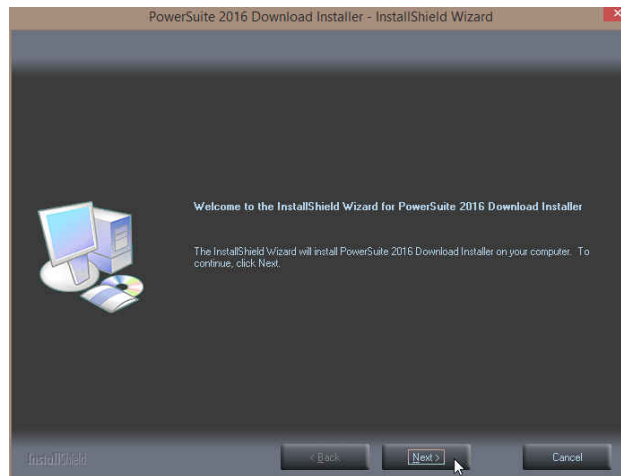 PowerSuite 2016 Download Installer - InstallShield Wizard
Welcome to the InstallShield Wizard for PowerSuite 2016 Download Installer
The InstallShield Wizard will install PowerSuite 2016 Download Installer on your computer. To
continue, click Next.
InstallShield
< Back
Next >
Cancel